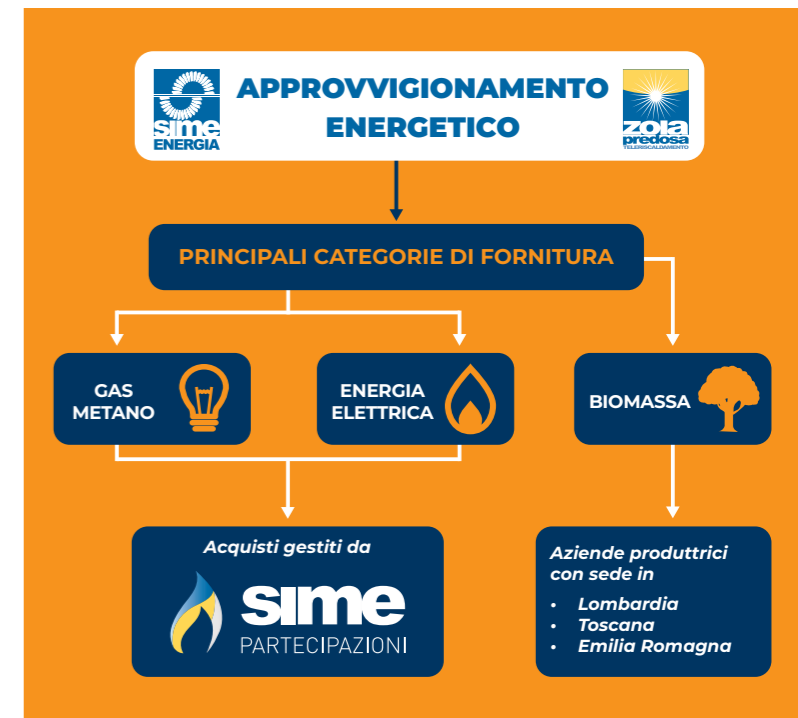 sime
ENERGIA
APPROVVIGIONAMENTO
ENERGETICO
zola
predosa
TELERISCALDAMENTO
PRINCIPALI CATEGORIE DI FORNITURA
GAS
METANO
ENERGIA
ELETTRICA
BIOMASSA
Acquisti gestiti da
sime
PARTECIPAZIONI
Aziende produttrici
con sede in
• Lombardia
• Toscana
• Emilia Romagna